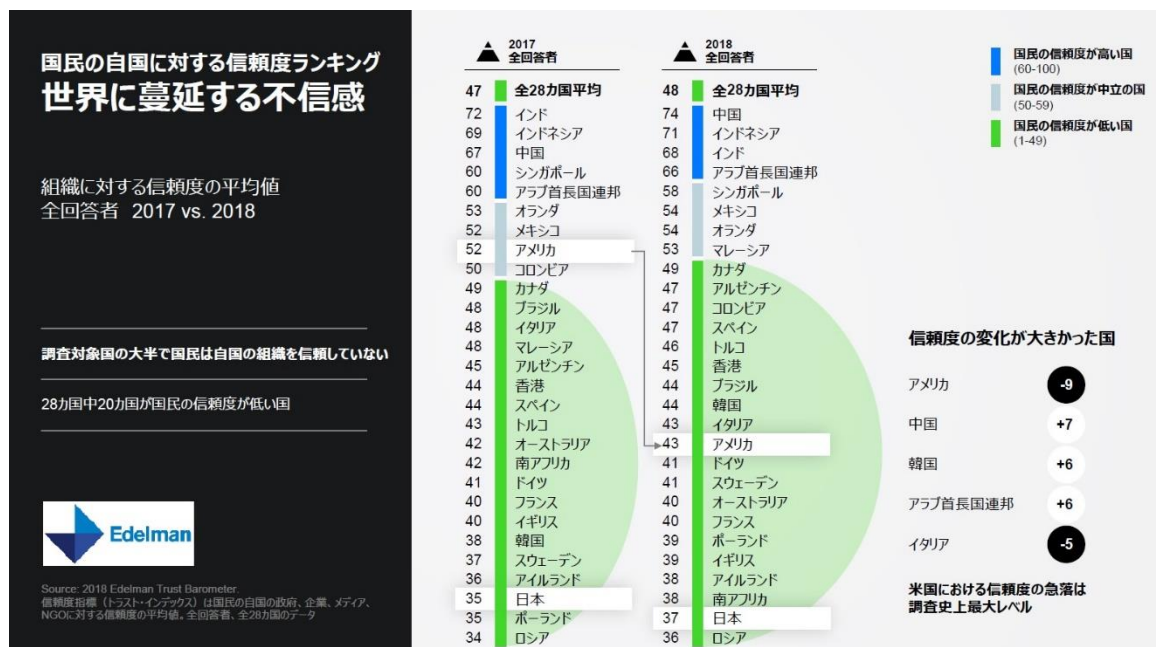 国民の自国に対する信頼度ランキング
世界に蔓延する不信感
組織に対する信頼度の平均値
全回答者 2017 vs. 2018
調査対象国の大半で国民は自国の組織を信頼していない
28カ国中20カ国が国民の信頼度が低い国
Edelman
Source: 2018 Edelman Trust Barometer.
信頼度指標（トラスト・インデックス）は国民の自国の政府、企業、メディア、
NGOに対する信頼度の平均値。全回答者、全28カ国のデータ
2017
全回答者
47 全28カ国平均
72 インド
69 インドネシア
67 中国
60 シンガポール
60 アラブ首長国連邦
53 オランダ
52 メキシコ
52 アメリカ
50 コロンビア
49 カナダ
48 ブラジル
48 イタリア
48 マレーシア
45 アルゼンチン
44 香港
44 スペイン
43 トルコ
42 オーストラリア
42 南アフリカ
41 ドイツ
40 フランス
40 イギリス
38 韓国
37 スウェーデン
36 アイルランド
35 日本
35 ポーランド
34 ロシア
2018
全回答者
48 全28カ国平均
74 中国
71 インドネシア
68 インド
66 アラブ首長国連邦
58 シンガポール
54 メキシコ
54 オランダ
53 マレーシア
49 カナダ
47 アルゼンチン
47 コロンビア
47 スペイン
46 トルコ
45 香港
44 ブラジル
44 韓国
43 イタリア
43 アメリカ
41 ドイツ
41 スウェーデン
40 オーストラリア
40 フランス
39 ポーランド
39 イギリス
38 アイルランド
38 南アフリカ
37 日本
36 ロシア
国民の信頼度が高い国
(60-100)
国民の信頼度が中立の国
(50-59)
国民の信頼度が低い国
(1-49)
信頼度の変化が大きかった国
アメリカ -9
中国 +7
韓国 +6
アラブ首長国連邦 +6
イタリア -5
米国における信頼度の急落は
調査史上最大レベル